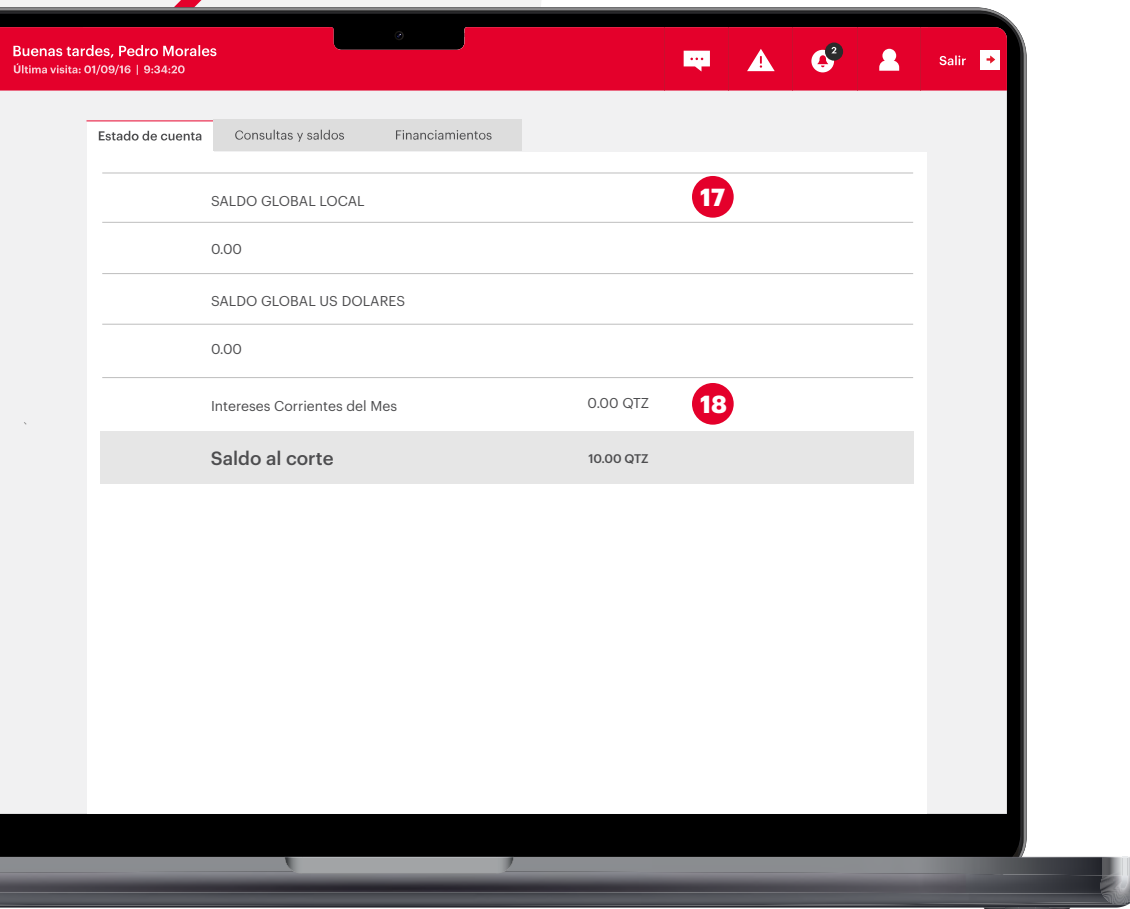 Buenas tardes, Pedro Morales
Última visita: 01/09/16 | 9:34:20
2
Salir
Estado de cuenta
Consultas y saldos
Financiamientos
SALDO GLOBAL LOCAL
17
0.00
SALDO GLOBAL US DOLARES
0.00
Intereses Corrientes del Mes
0.00 QTZ
18
Saldo al corte
10.00 QTZ